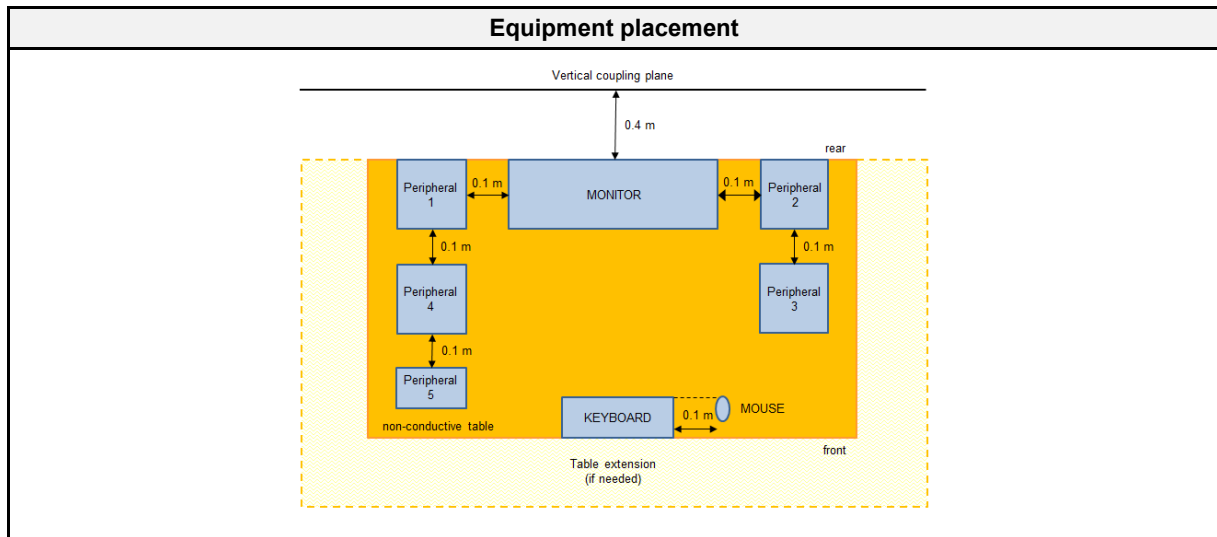 Equipment placement
Vertical coupling plane
0.4 m
rear
Peripheral
1
0.1 m
MONITOR
0.1 m
Peripheral
2
0.1 m
0.1 m
Peripheral
4
Peripheral
3
0.1 m
Peripheral
5
KEYBOARD
0.1 m
MOUSE
non-conductive table
front
Table extension
(if needed)